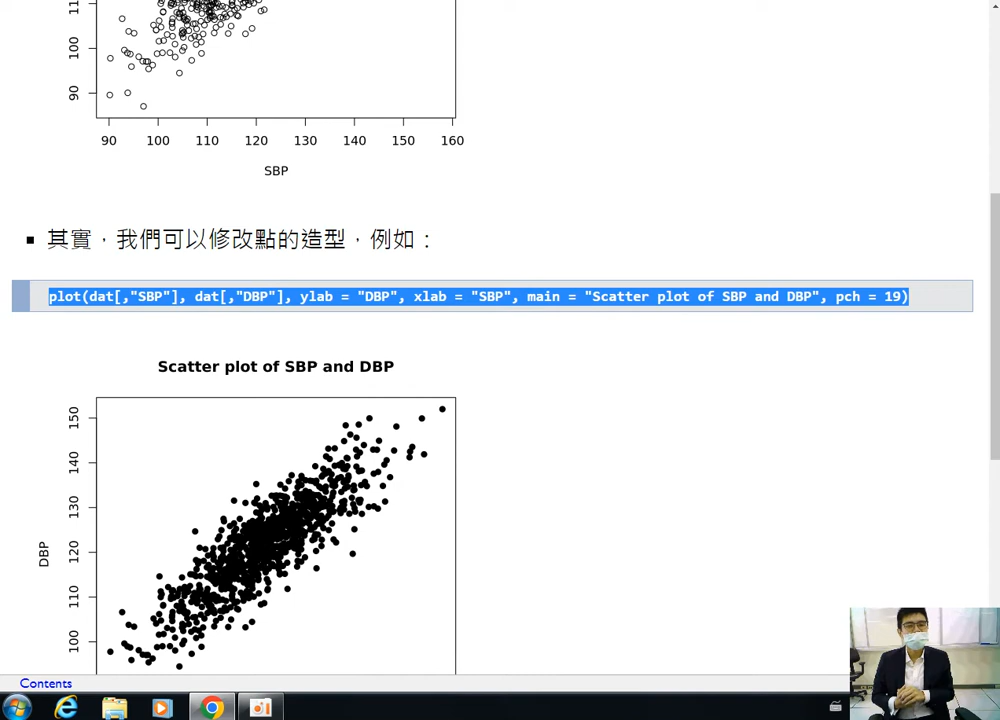 11
100
90
90 100 110 120 130 140 150 160
SBP
▪ 其實，我們可以修改點的造型，例如：
plot(dat[,"SBP"], dat[,"DBP"], ylab = "DBP", xlab = "SBP", main = "Scatter plot of SBP and DBP", pch = 19)
Scatter plot of SBP and DBP
150
140
130
DBP
120
110
100
Contents